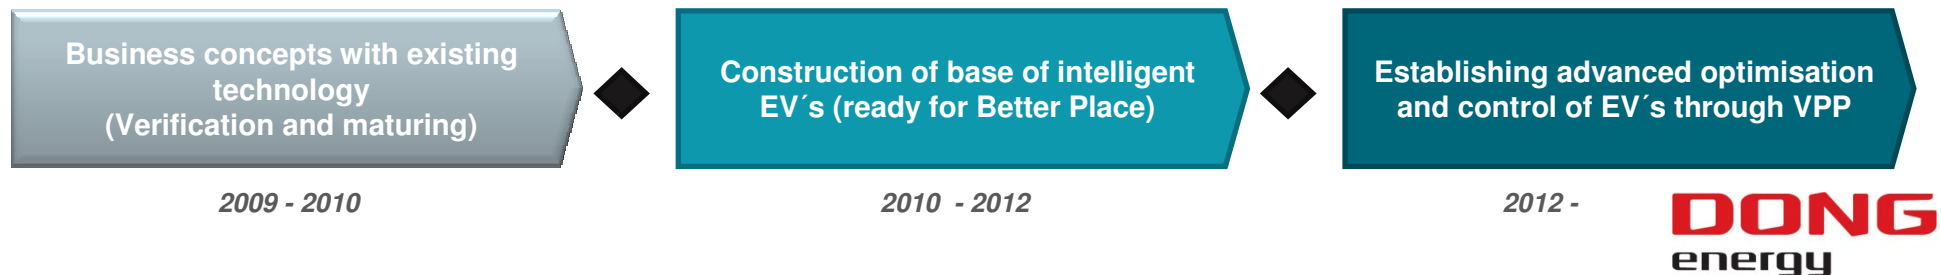 Business concepts with existing
technology
(Verification and maturing)
Construction of base of intelligent
EV´s (ready for Better Place)
Establishing advanced optimisation
and control of EV´s through VPP
2009 - 2010
2010  - 2012
2012 -
DONG
energy